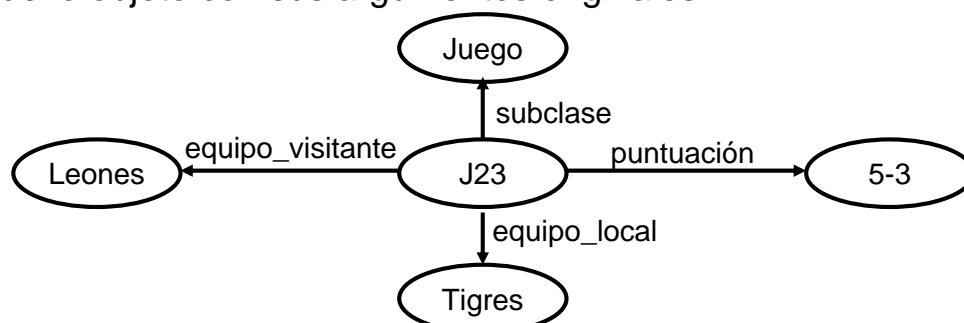 Juego
subclase
equipo_visitante
puntuación
Leones
J23
5-3
equipo_local
Tigres